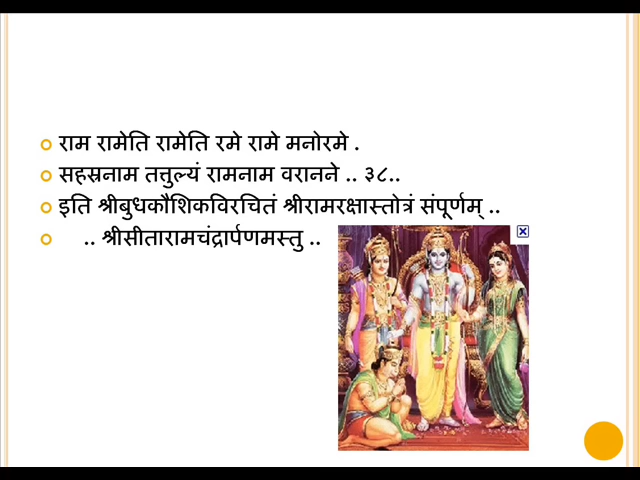 राम रामेति रामेति रमे रामे मनोरमे .
सहस्रनाम तत्तुल्यं रामनाम वरानने .. ३८..
इति श्रीबुधकौशिकविरचितं श्रीरामरक्षास्तोत्रं संपूर्णम् ..
.. श्रीसीतारामचंद्रार्पणमस्तु ..